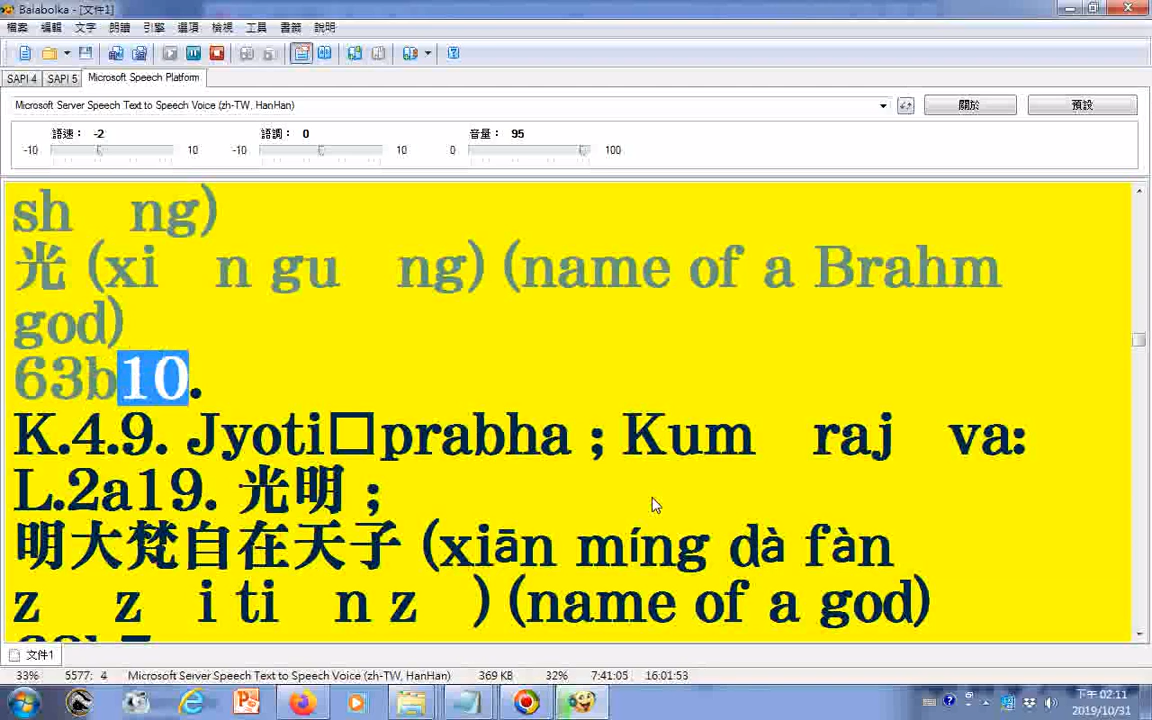 Balabolka - [文件1]
檔案 編輯 文字 朗讀 引擎 選項 檢視 工具 書籤 說明
SAPI 4 SAPI 5 Microsoft Speech Platform
Microsoft Server Speech Text to Speech Voice (zh-TW, HanHan) 關於 預設
語速： -2 語調： 0 音量： 95
-10 10 -10 10 0 100
sh ng)
光 (xi n gu ng) (name of a Brahm
god)
63b10.
K.4.9. Jyoti□prabha ; Kum raj va:
L.2a19. 光明 ;
明大梵自在天子 (xiān míng dà fàn
z z i ti n z ) (name of a god)
文件1
33% 5577: 4 Microsoft Server Speech Text to Speech Voice (zh-TW, HanHan) 369 KB 32% 7:41:05 16:01:53
下午 02:11
2019/10/31